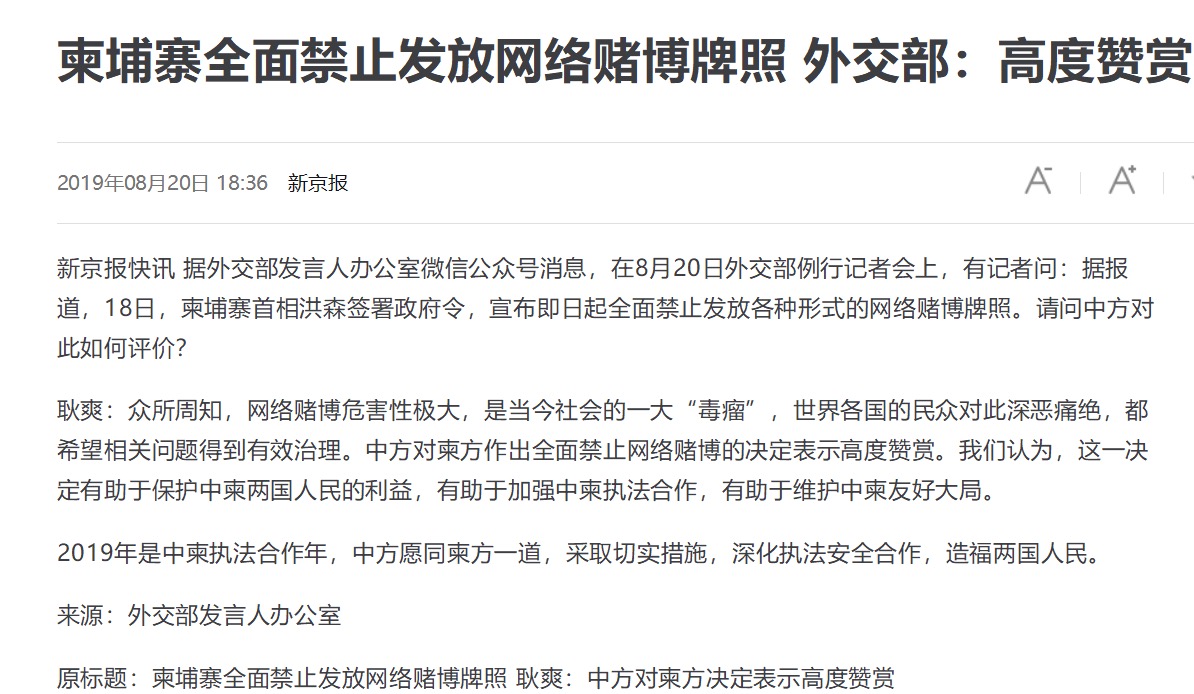 柬埔寨全面禁止发放网络赌博牌照 外交部：高度赞赏
2019年08月20日 18:36 新京报
A- A+
新京报快讯 据外交部发言人办公室微信公众号消息，在8月20日外交部例行记者会上，有记者问：据报
道，18日，柬埔寨首相洪森签署政府令，宣布即日起全面禁止发放各种形式的网络赌博牌照。请问中方对
此如何评价？
耿爽：众所周知，网络赌博危害性极大，是当今社会的一大“毒瘤”，世界各国的民众对此深恶痛绝，都
希望相关问题得到有效治理。中方对柬方作出全面禁止网络赌博的决定表示高度赞赏。我们认为，这一决
定有助于保护中柬两国人民的利益，有助于加强中柬执法合作，有助于维护中柬友好大局。
2019年是中柬执法合作年，中方愿同柬方一道，采取切实措施，深化执法安全合作，造福两国人民。
来源：外交部发言人办公室
原标题：柬埔寨全面禁止发放网络赌博牌照 耿爽：中方对柬方决定表示高度赞赏